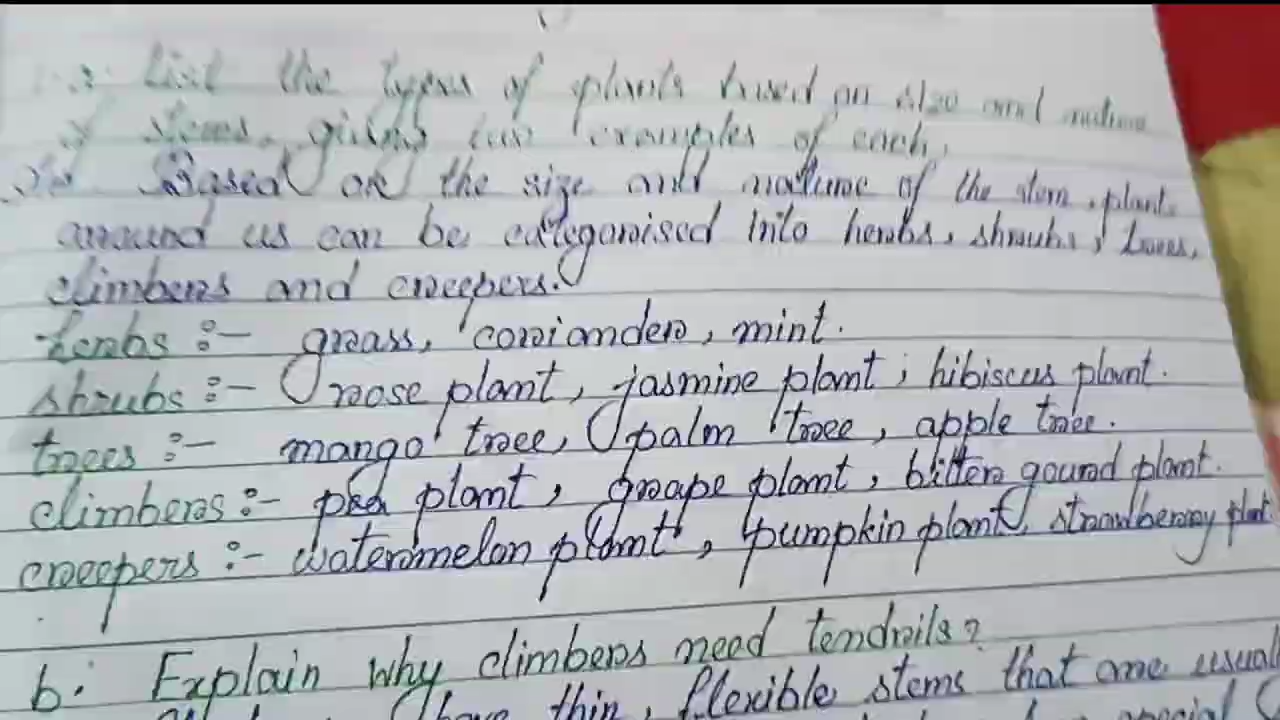 List the types of plants based on size and nature
of stems, giving two examples of each.
Based on the size and nature of the stem, plants
around us can be categorised into herbs, shrubs, trees,
climbers and creepers.
herbs :- grass, coriander, mint.
shrubs :- rose plant, jasmine plant, hibiscus plant.
trees :- mango tree, palm tree, apple tree.
climbers :- pea plant, grape plant, bitter gourd plant.
creepers :- watermelon plant, pumpkin plant, strawberry plant
b. Explain why climbers need tendrils?
have thin, flexible stems that are usual
special